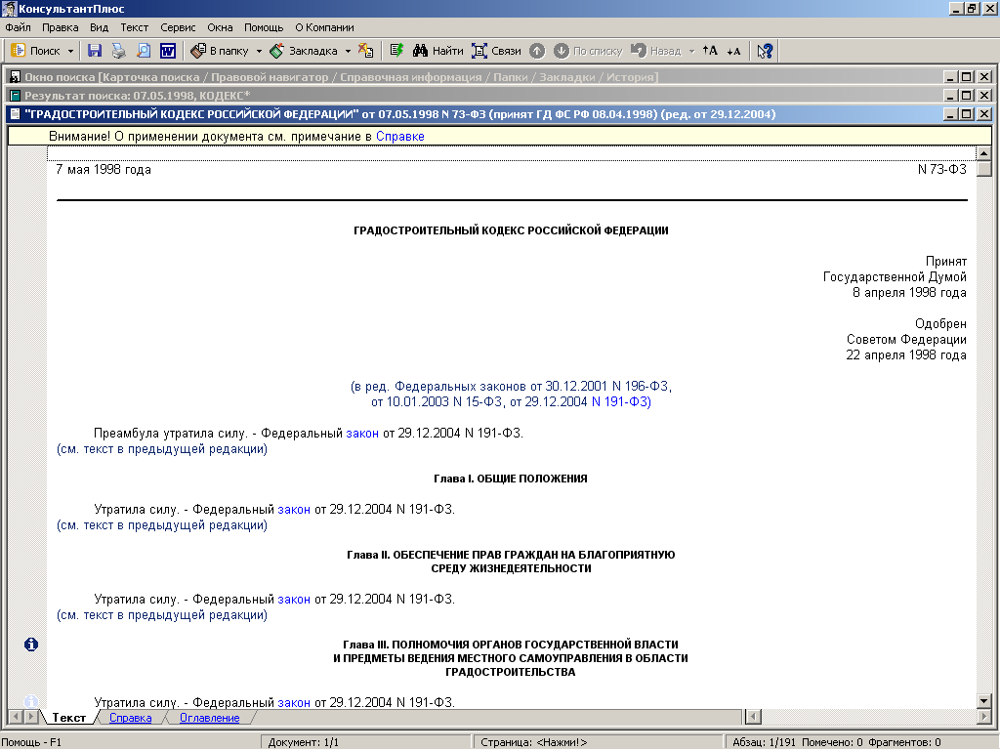 КонсультантПлюс
Файл Правка Вид Текст Сервис Окна Помощь О Компании
Поиск В папку Закладка Найти Связи По списку Назад
Окно поиска [Карточка поиска / Правовой навигатор / Справочная информация / Папки / Закладки / История]
Результат поиска: 07.05.1998, КОДЕКС*
"ГРАДОСТРОИТЕЛЬНЫЙ КОДЕКС РОССИЙСКОЙ ФЕДЕРАЦИИ" от 07.05.1998 N 73-ФЗ (принят ГД ФС РФ 08.04.1998) (ред. от 29.12.2004)
Внимание! О применении документа см. примечание в Справке
7 мая 1998 года N 73-ФЗ
ГРАДОСТРОИТЕЛЬНЫЙ КОДЕКС РОССИЙСКОЙ ФЕДЕРАЦИИ
Принят
Государственной Думой
8 апреля 1998 года
Одобрен
Советом Федерации
22 апреля 1998 года
(в ред. Федеральных законов от 30.12.2001 N 196-ФЗ,
от 10.01.2003 N 15-ФЗ, от 29.12.2004 N 191-ФЗ)
Преамбула утратила силу. - Федеральный закон от 29.12.2004 N 191-ФЗ.
(см. текст в предыдущей редакции)
Глава I. ОБЩИЕ ПОЛОЖЕНИЯ
Утратила силу. - Федеральный закон от 29.12.2004 N 191-ФЗ.
(см. текст в предыдущей редакции)
Глава II. ОБЕСПЕЧЕНИЕ ПРАВ ГРАЖДАН НА БЛАГОПРИЯТНУЮ
СРЕДУ ЖИЗНЕДЕЯТЕЛЬНОСТИ
Утратила силу. - Федеральный закон от 29.12.2004 N 191-ФЗ.
(см. текст в предыдущей редакции)
Глава III. ПОЛНОМОЧИЯ ОРГАНОВ ГОСУДАРСТВЕННОЙ ВЛАСТИ
И ПРЕДМЕТЫ ВЕДЕНИЯ МЕСТНОГО САМОУПРАВЛЕНИЯ В ОБЛАСТИ
ГРАДОСТРОИТЕЛЬСТВА
Утратила силу. - Федеральный закон от 29.12.2004 N 191-ФЗ.
Текст Справка Оглавление
Помощь - F1 Документ: 1/1 Страница: <Нажми!> Абзац: 1/191 Помечено: 0 Фрагментов: 0